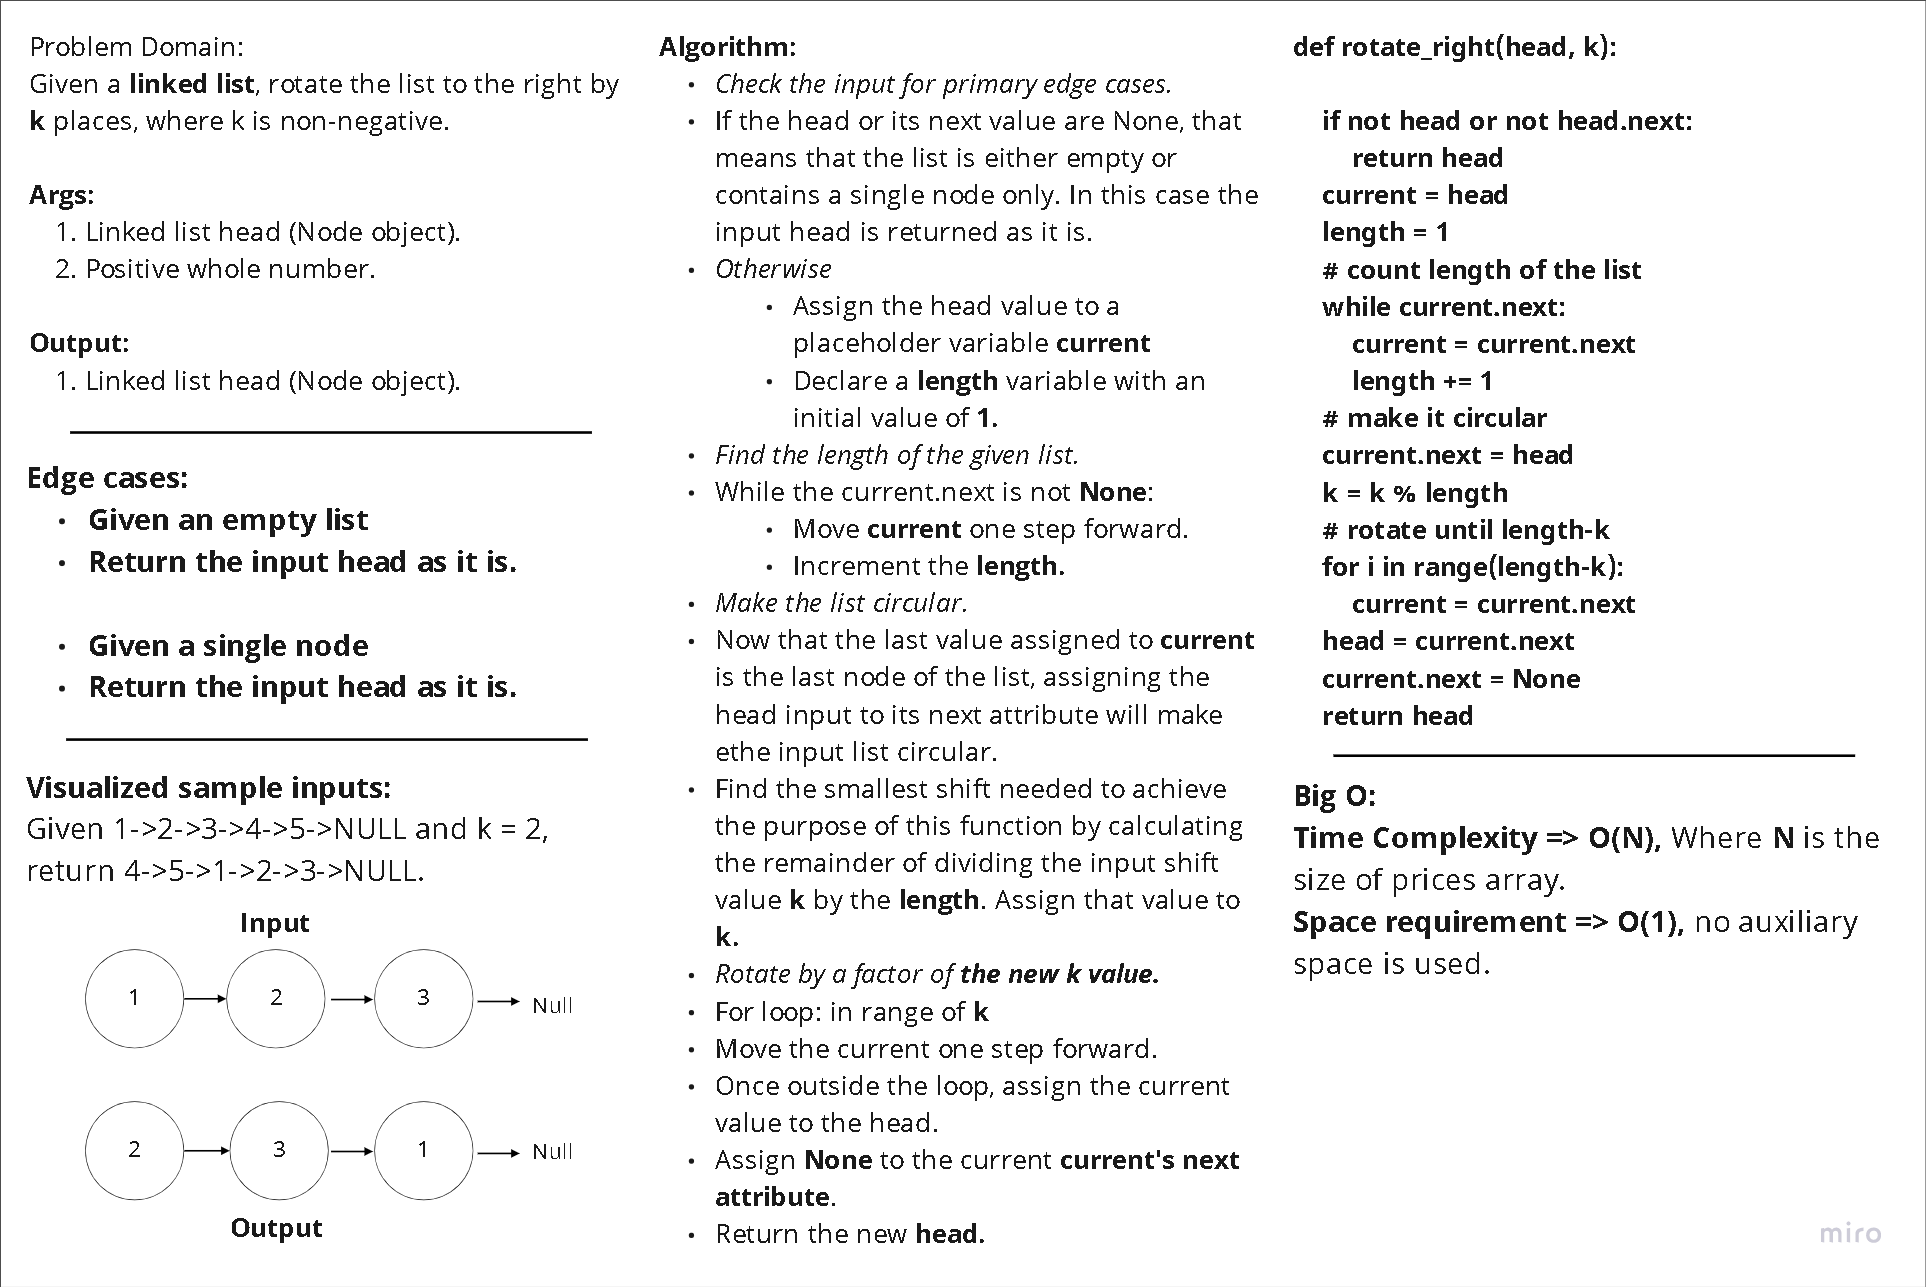 Problem Domain:
Given a linked list, rotate the list to the right by
k places, where k is non-negative.
Args:
1. Linked list head (Node object).
2. Positive whole number.
Output:
1. Linked list head (Node object).
Edge cases:
• Given an empty list
• Return the input head as it is.
• Given a single node
• Return the input head as it is.
Visualized sample inputs:
Given 1->2->3->4->5->NULL and k = 2,
return 4->5->1->2->3->NULL.
Input
1 2 3 Null
2 3 1 Null
Output
Algorithm:
• Check the input for primary edge cases.
• If the head or its next value are None, that
means that the list is either empty or
contains a single node only. In this case the
input head is returned as it is.
• Otherwise
• Assign the head value to a
placeholder variable current
• Declare a length variable with an
initial value of 1.
• Find the length of the given list.
• While the current.next is not None:
• Move current one step forward.
• Increment the length.
• Make the list circular.
• Now that the last value assigned to current
is the last node of the list, assigning the
head input to its next attribute will make
ethe input list circular.
• Find the smallest shift needed to achieve
the purpose of this function by calculating
the remainder of dividing the input shift
value k by the length. Assign that value to
k.
• Rotate by a factor of the new k value.
• For loop: in range of k
• Move the current one step forward.
• Once outside the loop, assign the current
value to the head.
• Assign None to the current current's next
attribute.
• Return the new head.
def rotate_right(head, k):
if not head or not head.next:
return head
current = head
length = 1
# count length of the list
while current.next:
current = current.next
length += 1
# make it circular
current.next = head
k = k % length
# rotate until length-k
for i in range(length-k):
current = current.next
head = current.next
current.next = None
return head
Big O:
Time Complexity => O(N), Where N is the
size of prices array.
Space requirement => O(1), no auxiliary
space is used.
miro